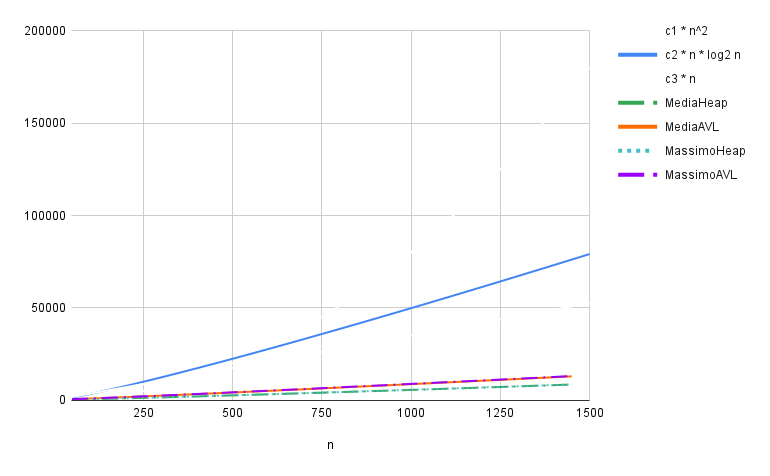 200000
150000
100000
50000
0
250
500
750
1000
1250
1500
n
c1 * n^2
c2 * n * log2 n
c3 * n
MediaHeap
MediaAVL
MassimoHeap
MassimoAVL